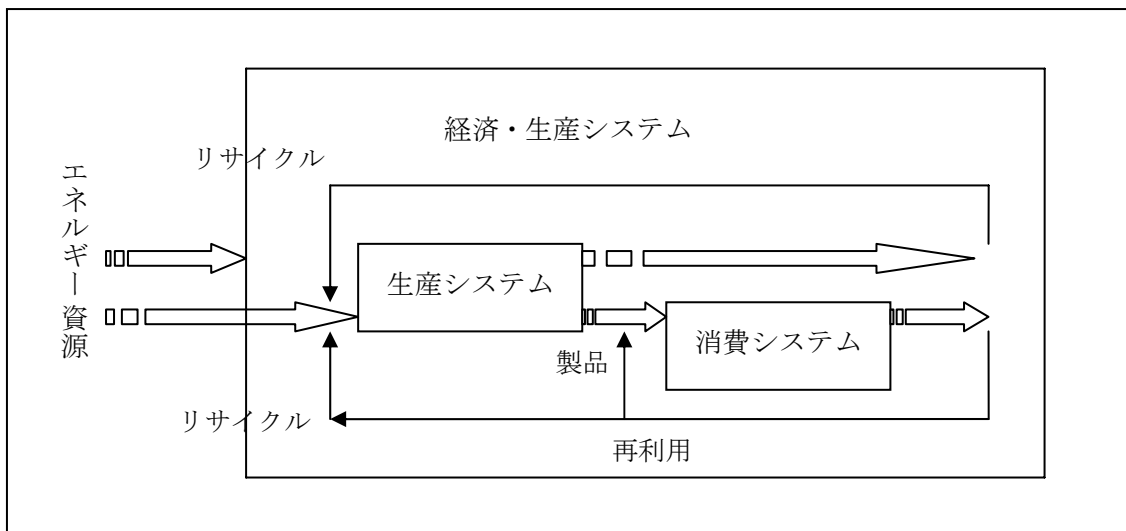 経済・生産システム
リサイクル
エネルギー資源
生産システム
消費システム
製品
リサイクル
再利用